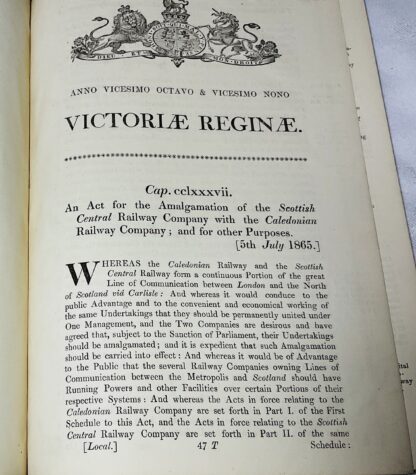 DIEU ET MON DROIT
ANNO VICESIMO OCTAVO & VICESIMO NONO
VICTORIÆ REGINÆ.
Cap. cclxxxvii.
An Act for the Amalgamation of the Scottish
Central Railway Company with the Caledonian
Railway Company; and for other Purposes.
[5th July 1865.]
WHEREAS the Caledonian Railway and the Scottish
Central Railway form a continuous Portion of the great
Line of Communication between London and the North
of Scotland viâ Carlisle: And whereas it would conduce to the
public Advantage and to the convenient and economical working of
the same Undertakings that they should be permanently united under
One Management, and the Two Companies are desirous and have
agreed that, subject to the Sanction of Parliament, their Undertakings
should be amalgamated; and it is expedient that such Amalgamation
should be carried into effect: And whereas it would be of Advantage
to the Public that the several Railway Companies owning Lines of
Communication between the Metropolis and Scotland should have
Running Powers and other Facilities over certain Portions of their
respective Systems: And whereas the Acts in force relating to the
Caledonian Railway Company are set forth in Part I. of the First
Schedule to this Act, and the Acts in force relating to the Scottish
Central Railway Company are set forth in Part II. of the same
[Local.] 47 T Schedule: